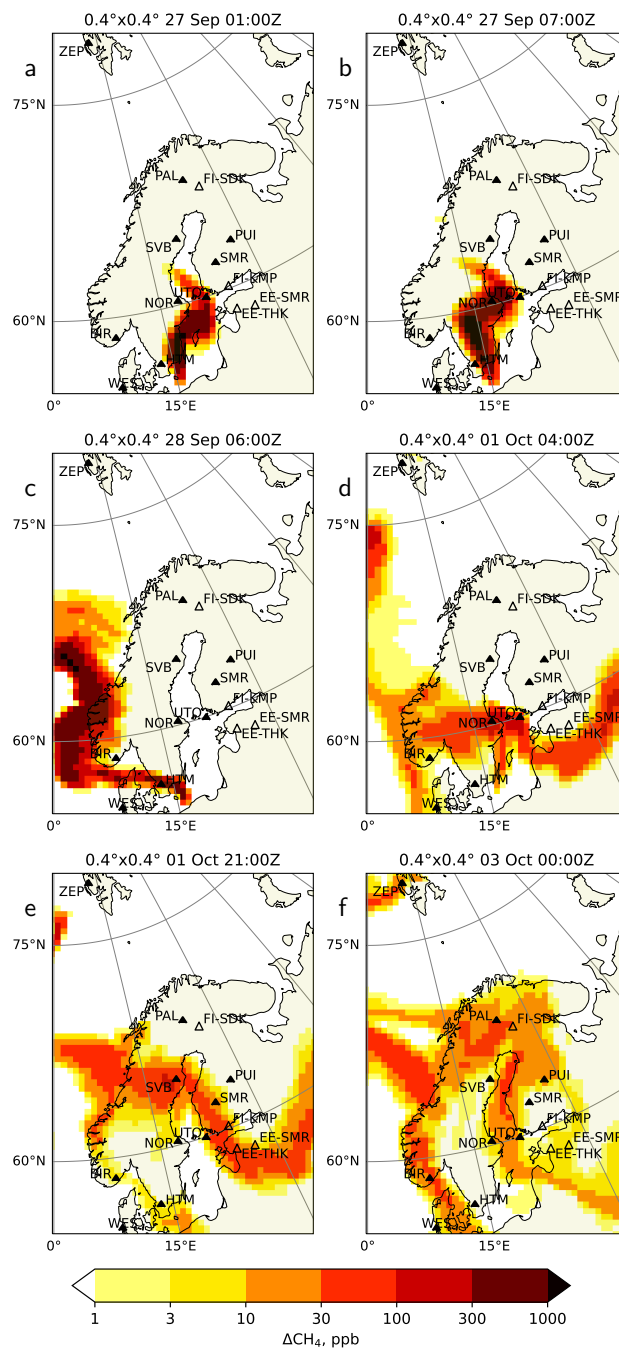 0.4°x0.4° 27 Sep 01:00Z
0.4°x0.4° 27 Sep 07:00Z
a
ZEP
75°N
PAL
FI-SDK
SVB
PUI
SMR
FI-KMP
UTO
NOR
EE-SMR
EE-THK
60°N
BIR
HTM
WES
0°
15°E
b
ZEP
PAL
FI-SDK
SVB
PUI
SMR
FI-KMP
UTO
NOR
EE-SMR
EE-THK
BIR
HTM
WES
0°
15°E
0.4°x0.4° 28 Sep 06:00Z
0.4°x0.4° 01 Oct 04:00Z
c
ZEP
75°N
PAL
FI-SDK
SVB
PUI
SMR
FI-KMP
UTO
NOR
EE-SMR
EE-THK
60°N
BIR
HTM
WES
0°
15°E
d
ZEP
PAL
FI-SDK
SVB
PUI
SMR
FI-KMP
UTO
NOR
EE-SMR
EE-THK
BIR
HTM
WES
0°
15°E
0.4°x0.4° 01 Oct 21:00Z
0.4°x0.4° 03 Oct 00:00Z
e
ZEP
75°N
PAL
FI-SDK
SVB
PUI
SMR
FI-KMP
UTO
NOR
EE-SMR
EE-THK
60°N
BIR
HTM
WES
0°
15°E
f
ZEP
PAL
FI-SDK
SVB
PUI
SMR
FI-KMP
UTO
NOR
EE-SMR
EE-THK
BIR
HTM
WES
0°
15°E
1 3 10 30 100 300 1000
ΔCH₄, ppb